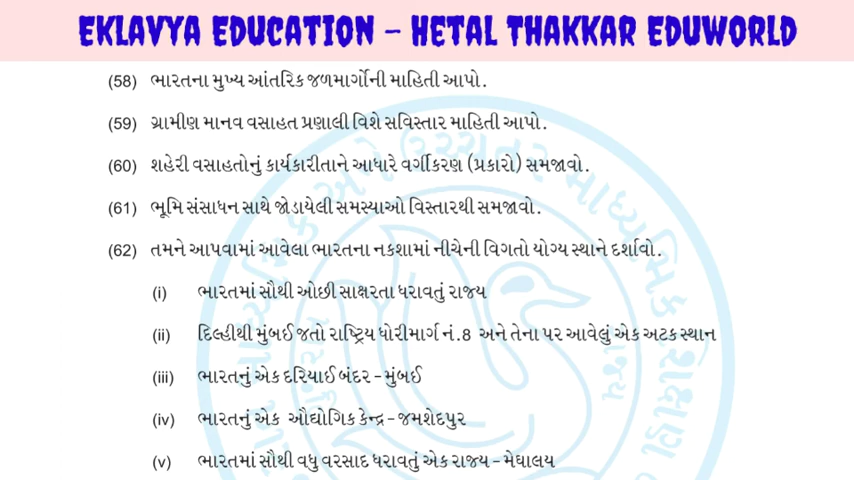 EKLAVYA EDUCATION - HETAL THAKKAR EDUWORLD
(58) ભારતના મુખ્ય આંતરિક જળમાર્ગોની માહિતી આપો.
(59) ગ્રામીણ માનવ વસાહત પ્રણાલી વિશે સવિસ્તાર માહિતી આપો.
(60) શહેરી વસાહતોનું કાર્યકારીતાને આધારે વર્ગીકરણ (પ્રકારો) સમજાવો.
(61) ભૂમિ સંસાધન સાથે જોડાયેલી સમસ્યાઓ વિસ્તારથી સમજાવો.
(62) તમને આપવામાં આવેલા ભારતના નકશામાં નીચેની વિગતો યોગ્ય સ્થાને દર્શાવો.
(i) ભારતમાં સૌથી ઓછી સાક્ષરતા ધરાવતું રાજ્ય
(ii) દિલ્હીથી મુંબઈ જતો રાષ્ટ્રિય ધોરીમાર્ગ નં.8 અને તેના પર આવેલું એક અટક સ્થાન
(iii) ભારતનું એક દરિયાઈ બંદર - મુંબઈ
(iv) ભારતનું એક ઔદ્યોગિક કેન્દ્ર - જમશેદપુર
(v) ભારતમાં સૌથી વધુ વરસાદ ધરાવતું એક રાજ્ય - મેઘાલય